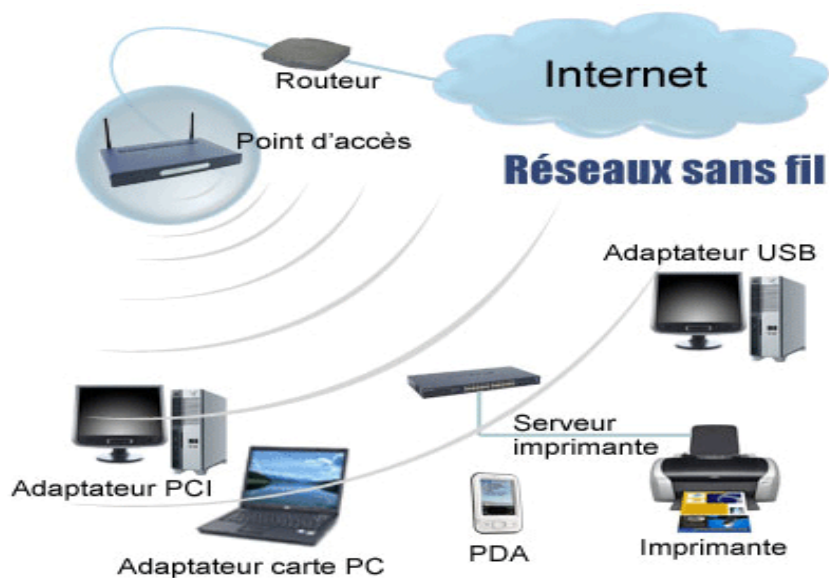 Routeur
Internet
Point d'accès
Réseaux sans fil
Adaptateur USB
Serveur
imprimante
Adaptateur PCI
Adaptateur carte PC
PDA
Imprimante